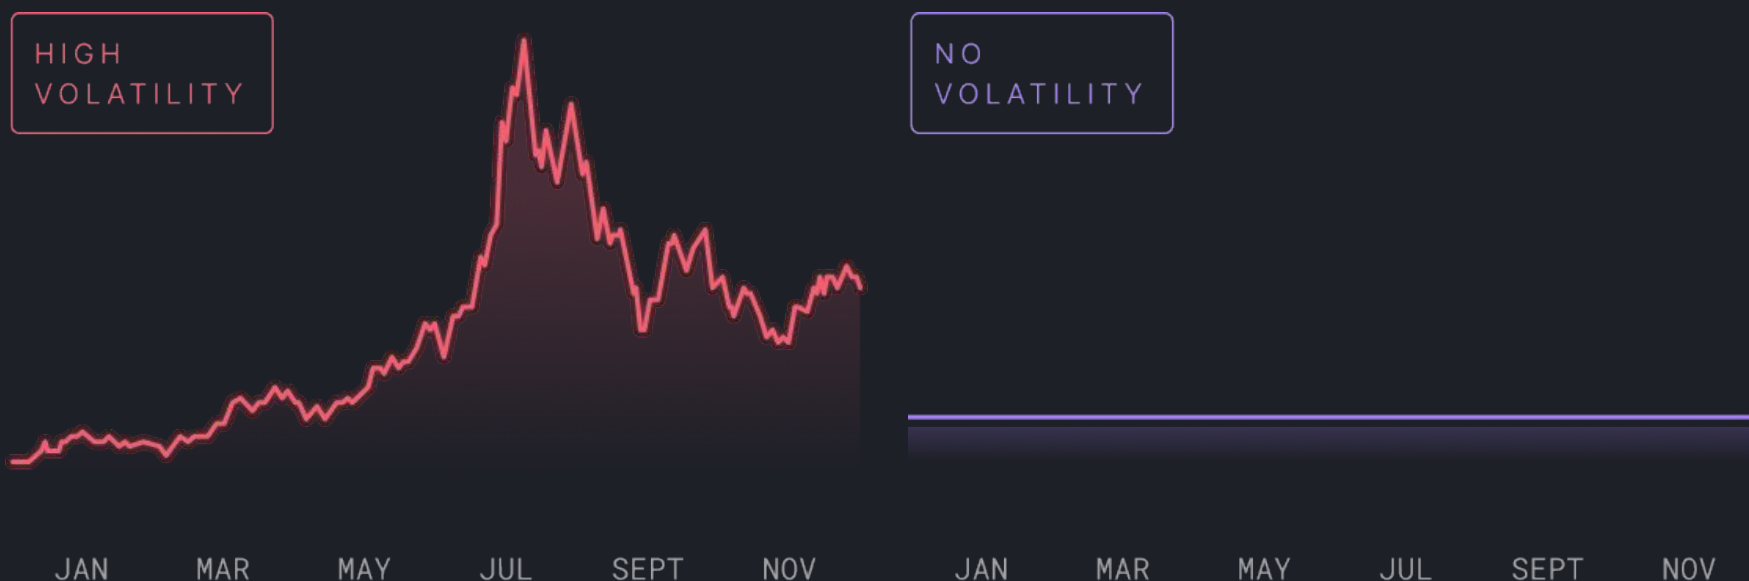 HIGH
VOLATILITY
JAN MAR MAY JUL SEPT NOV
NO
VOLATILITY
JAN MAR MAY JUL SEPT NOV